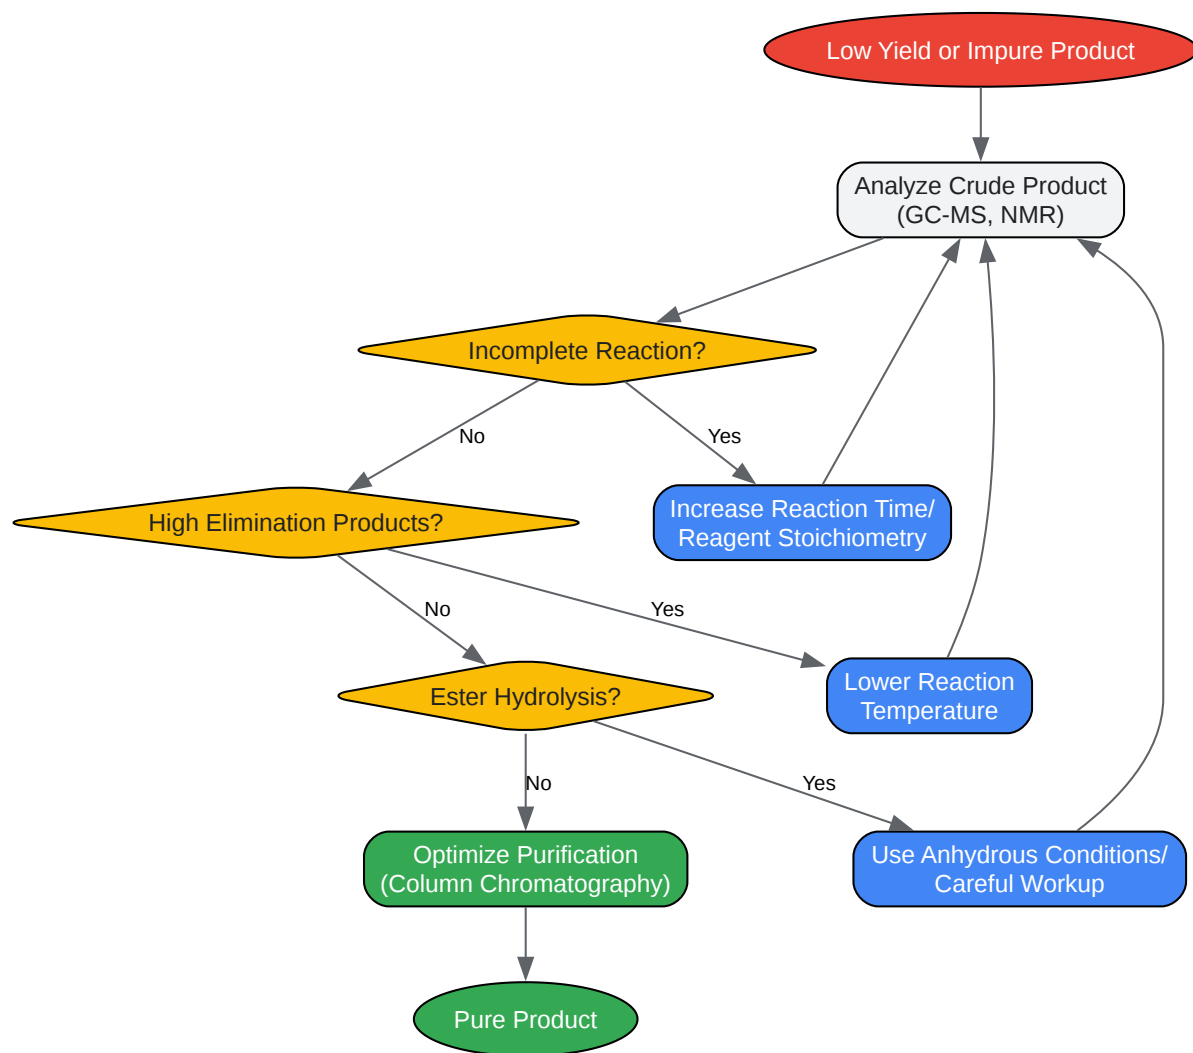 Low Yield or Impure Product
Analyze Crude Product
(GC-MS, NMR)
Incomplete Reaction?
No
Yes
High Elimination Products?
Increase Reaction Time/
Reagent Stoichiometry
No
Yes
Ester Hydrolysis?
Lower Reaction
Temperature
No
Yes
Optimize Purification
(Column Chromatography)
Use Anhydrous Conditions/
Careful Workup
Pure Product